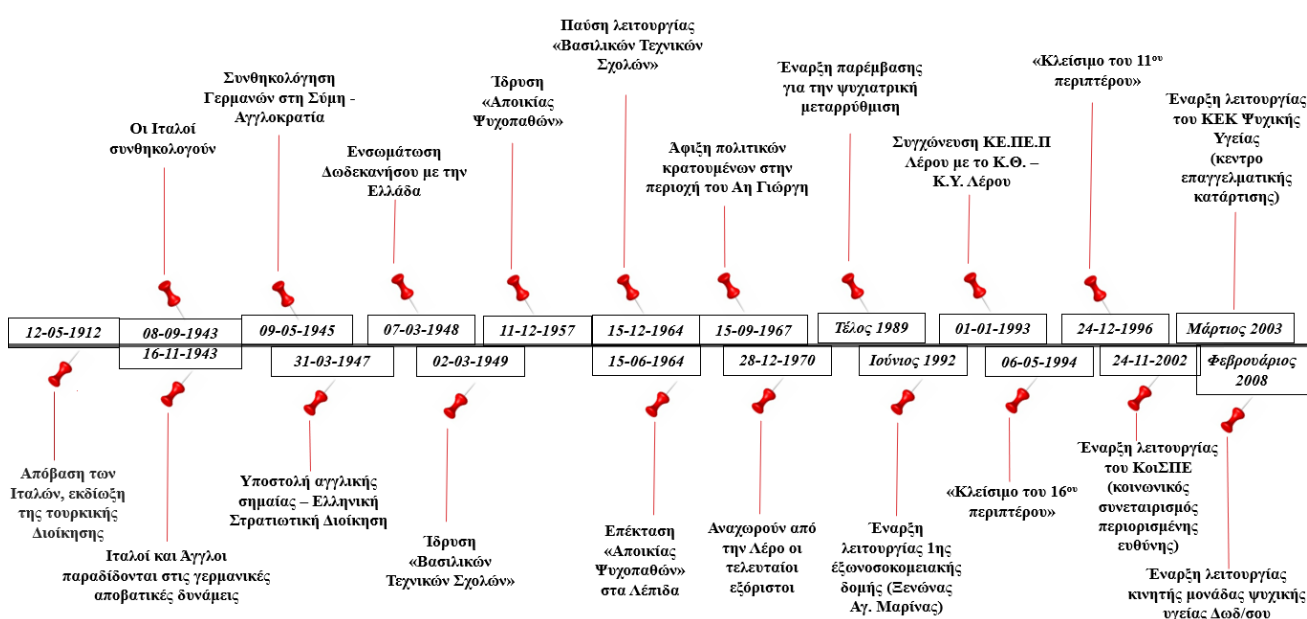 Παύση λειτουργίας
«Βασιλικών Τεχνικών
Σχολών»
Συνθηκολόγηση
Γερμανών στη Σύμη -
Αγγλοκρατία
Ίδρυση
«Αποικίας
Ψυχοπαθών»
Έναρξη παρέμβασης
για την ψυχιατρική
μεταρρύθμιση
«Κλείσιμο του 11ου
περιπτέρου»
Έναρξη λειτουργίας
του ΚΕΚ Ψυχικής
Υγείας
(κεντρο
επαγγελματικής
κατάρτισης)
Οι Ιταλοί
συνθηκολογούν
Ενσωμάτωση
Δωδεκανήσου με την
Ελλάδα
Άφιξη πολιτικών
κρατουμένων στην
περιοχή του Αη Γιώργη
Συγχώνευση ΚΕ.ΠΕ.Π
Λέρου με το Κ.Θ. –
Κ.Υ. Λέρου
12-05-1912
08-09-1943
09-05-1945
07-03-1948
11-12-1957
15-12-1964
15-09-1967
Τέλος 1989
01-01-1993
24-12-1996
Μάρτιος 2003
16-11-1943
31-03-1947
02-03-1949
15-06-1964
28-12-1970
Ιούνιος 1992
06-05-1994
24-11-2002
Φεβρουάριος
2008
Απόβαση των
Ιταλών, εκδίωξη
της τουρκικής
Διοίκησης
Ιταλοί και Άγγλοι
παραδίδονται στις γερμανικές
αποβατικές δυνάμεις
Υποστολή αγγλικής
σημαίας – Ελληνική
Στρατιωτική Διοίκηση
Ίδρυση
«Βασιλικών
Τεχνικών Σχολών»
Επέκταση
«Αποικίας
Ψυχοπαθών»
στα Λέπιδα
Αναχωρούν από
την Λέρο οι
τελευταίοι
εξόριστοι
Έναρξη
λειτουργίας 1ης
έξωνοσοκομειακής
δομής (Ξενώνας
Αγ. Μαρίνας)
«Κλείσιμο του 16ου
περιπτέρου»
Έναρξη λειτουργίας
του ΚοιΣΠΕ
(κοινωνικός
συνεταιρισμός
περιορισμένης
ευθύνης)
Έναρξη λειτουργίας
κινητής μονάδας ψυχικής
υγείας Δωδ/σου